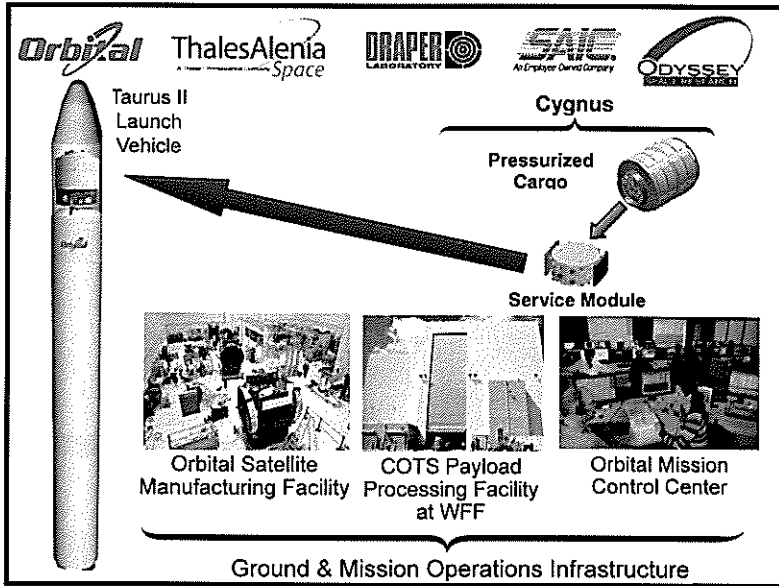 Orbital
ThalesAlenia
Space
DRAPER
LABORATORY
SAIC
An Employee-Owned Company
ODYSSEY
SPACE RESEARCH
Taurus II
Launch
Vehicle
Cygnus
Pressurized
Cargo
Service Module
Orbital Satellite
Manufacturing Facility
COTS Payload
Processing Facility
at WFF
Orbital Mission
Control Center
Ground & Mission Operations Infrastructure